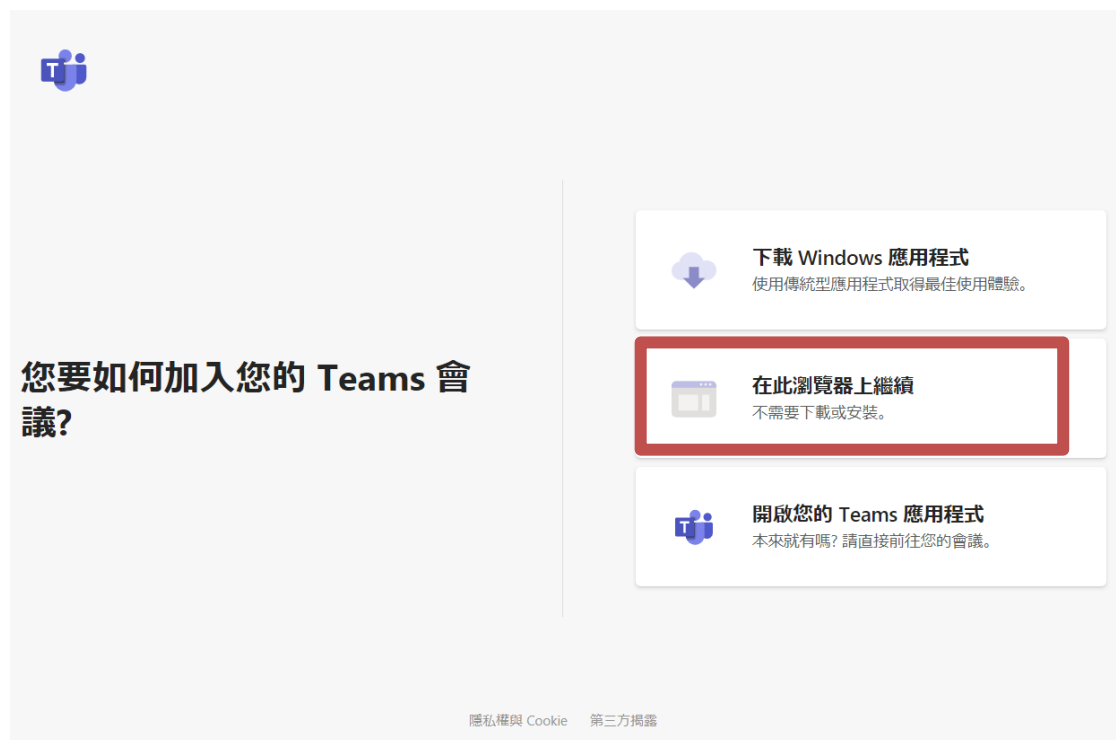 您要如何加入您的 Teams 會
議?
下載 Windows 應用程式
使用傳統型應用程式取得最佳使用體驗。
在此瀏覽器上繼續
不需要下載或安裝。
開啟您的 Teams 應用程式
本來就有嗎? 請直接前往您的會議。
隱私權與 Cookie
第三方揭露